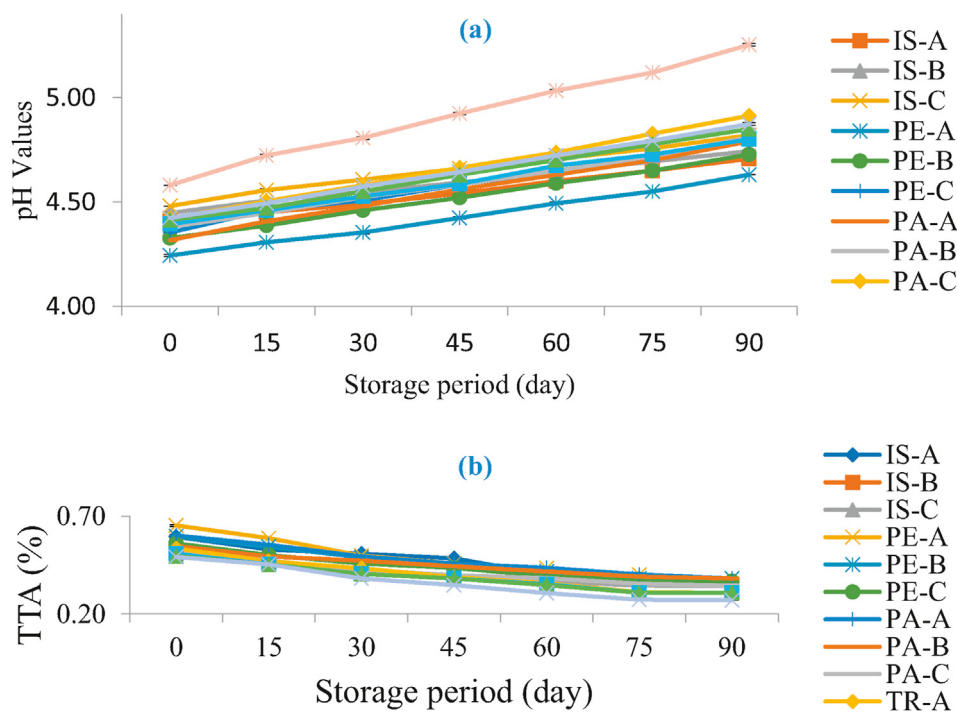 (a)
5.00
4.50
4.00
pH Values
0 15 30 45 60 75 90
Storage period (day)
IS-A
IS-B
IS-C
PE-A
PE-B
PE-C
PA-A
PA-B
PA-C
(b)
0.70
0.20
TTA (%)
0 15 30 45 60 75 90
Storage period (day)
IS-A
IS-B
IS-C
PE-A
PE-B
PE-C
PA-A
PA-B
PA-C
TR-A